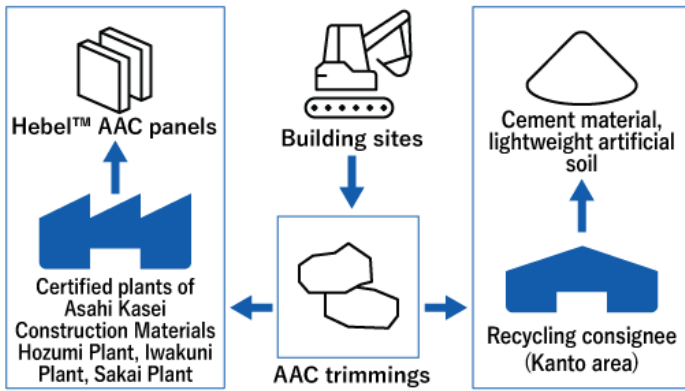 Hebel™ AAC panels
Certified plants of
Asahi Kasei
Construction Materials
Hozumi Plant, Iwakuni
Plant, Sakai Plant
Building sites
AAC trimmings
Cement material,
lightweight artificial
soil
Recycling consignee
(Kanto area)